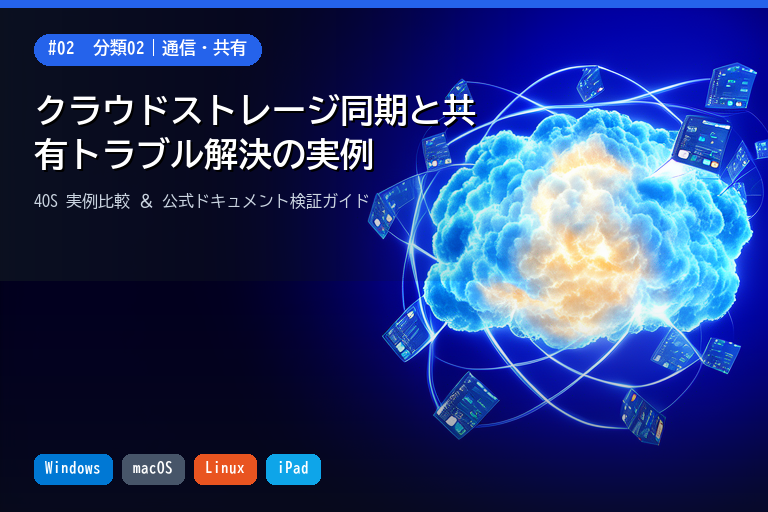 #02 分類02｜通信・共有
クラウドストレージ同期と共
有トラブル解決の実例
4OS 実例比較 & 公式ドキュメント検証ガイド
Windows
macOS
Linux
iPad